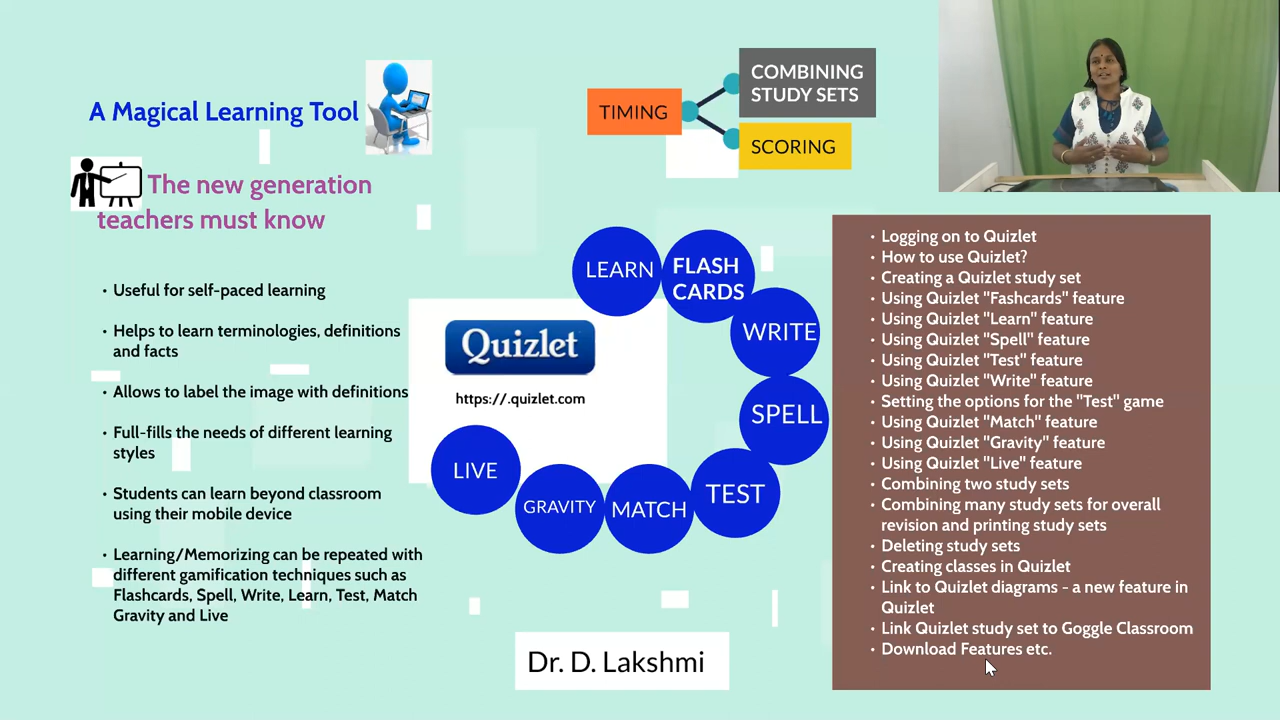 A Magical Learning Tool
The new generation
teachers must know
• Useful for self-paced learning
• Helps to learn terminologies, definitions
and facts
• Allows to label the image with definitions
• Full-fills the needs of different learning
styles
• Students can learn beyond classroom
using their mobile device
• Learning/Memorizing can be repeated with
different gamification techniques such as
Flashcards, Spell, Write, Learn, Test, Match
Gravity and Live
TIMING
COMBINING
STUDY SETS
SCORING
LEARN
FLASH
CARDS
WRITE
SPELL
TEST
MATCH
GRAVITY
LIVE
Quizlet
https://.quizlet.com
Dr. D. Lakshmi
• Logging on to Quizlet
• How to use Quizlet?
• Creating a Quizlet study set
• Using Quizlet "Fashcards" feature
• Using Quizlet "Learn" feature
• Using Quizlet "Spell" feature
• Using Quizlet "Test" feature
• Using Quizlet "Write" feature
• Setting the options for the "Test" game
• Using Quizlet "Match" feature
• Using Quizlet "Gravity" feature
• Using Quizlet "Live" feature
• Combining two study sets
• Combining many study sets for overall
revision and printing study sets
• Deleting study sets
• Creating classes in Quizlet
• Link to Quizlet diagrams - a new feature in
Quizlet
• Link Quizlet study set to Goggle Classroom
• Download Features etc.